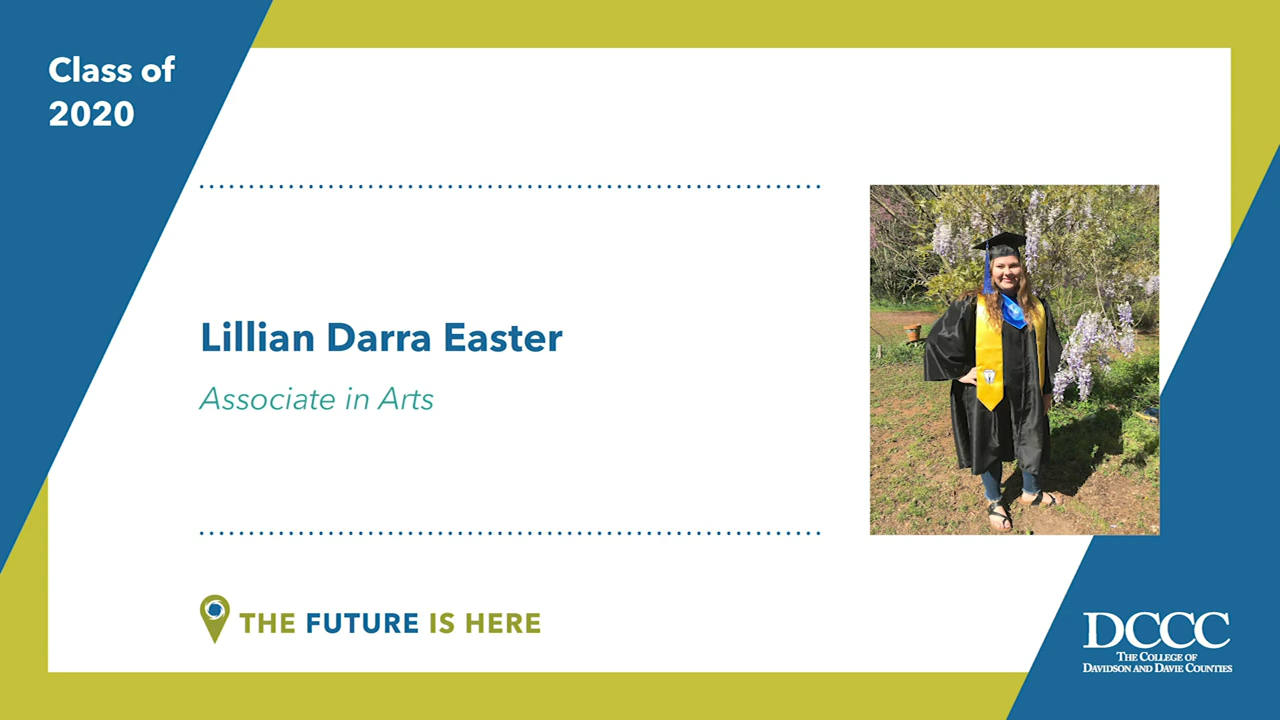 Class of
2020
Lillian Darra Easter
Associate in Arts
THE FUTURE IS HERE
DCCC
THE COLLEGE OF
DAVIDSON AND DAVIE COUNTIES